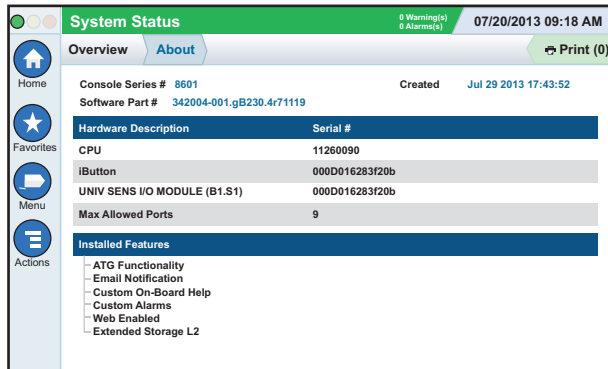 System Status
0 Warning(s)
0 Alarms(s)
07/20/2013 09:18 AM
Overview About Print (0)
Home
Favorites
Menu
Actions
Console Series # 8601 Created Jul 29 2013 17:43:52
Software Part # 342004-001.gB230.4r71119
Hardware Description Serial #
CPU 11260090
iButton 000D016283f20b
UNIV SENS I/O MODULE (B1.S1) 000D016283f20b
Max Allowed Ports 9
Installed Features
ATG Functionality
Email Notification
Custom On-Board Help
Custom Alarms
Web Enabled
Extended Storage L2